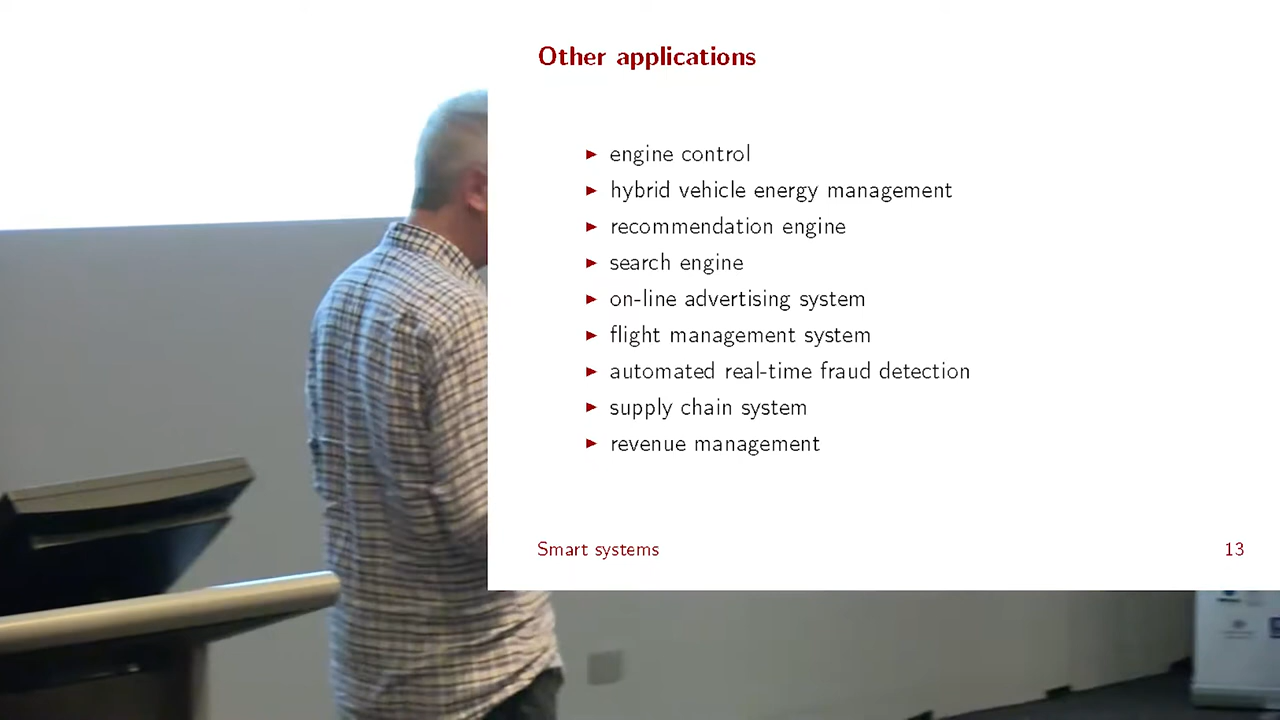 Other applications
► engine control
► hybrid vehicle energy management
► recommendation engine
► search engine
► on-line advertising system
► flight management system
► automated real-time fraud detection
► supply chain system
► revenue management
Smart systems 13